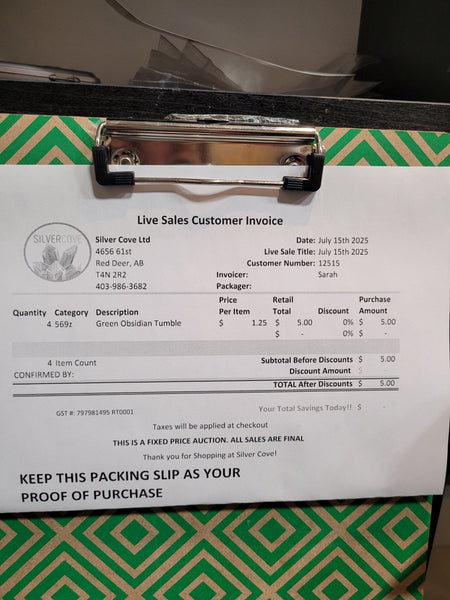 Live Sales Customer Invoice
SILVERCOVE
Silver Cove Ltd
4656 61st
Red Deer, AB
T4N 2R2
403-986-3682
Date: July 15th 2025
Live Sale Title: July 15th 2025
Customer Number: 12515
Invoicer: Sarah
Packager:
Quantity Category Description Price Per Item Retail Total Discount Purchase Amount
4 569z Green Obsidian Tumble $ 1.25 $ 5.00 0% $ 5.00
$ - 0% $ -
4 Item Count Subtotal Before Discounts $ 5.00
CONFIRMED BY: Discount Amount $ -
TOTAL After Discounts $ 5.00
GST #: 797981495 RT0001 Your Total Savings Today!! $ -
Taxes will be applied at checkout
THIS IS A FIXED PRICE AUCTION. ALL SALES ARE FINAL
Thank you for Shopping at Silver Cove!
KEEP THIS PACKING SLIP AS YOUR
PROOF OF PURCHASE